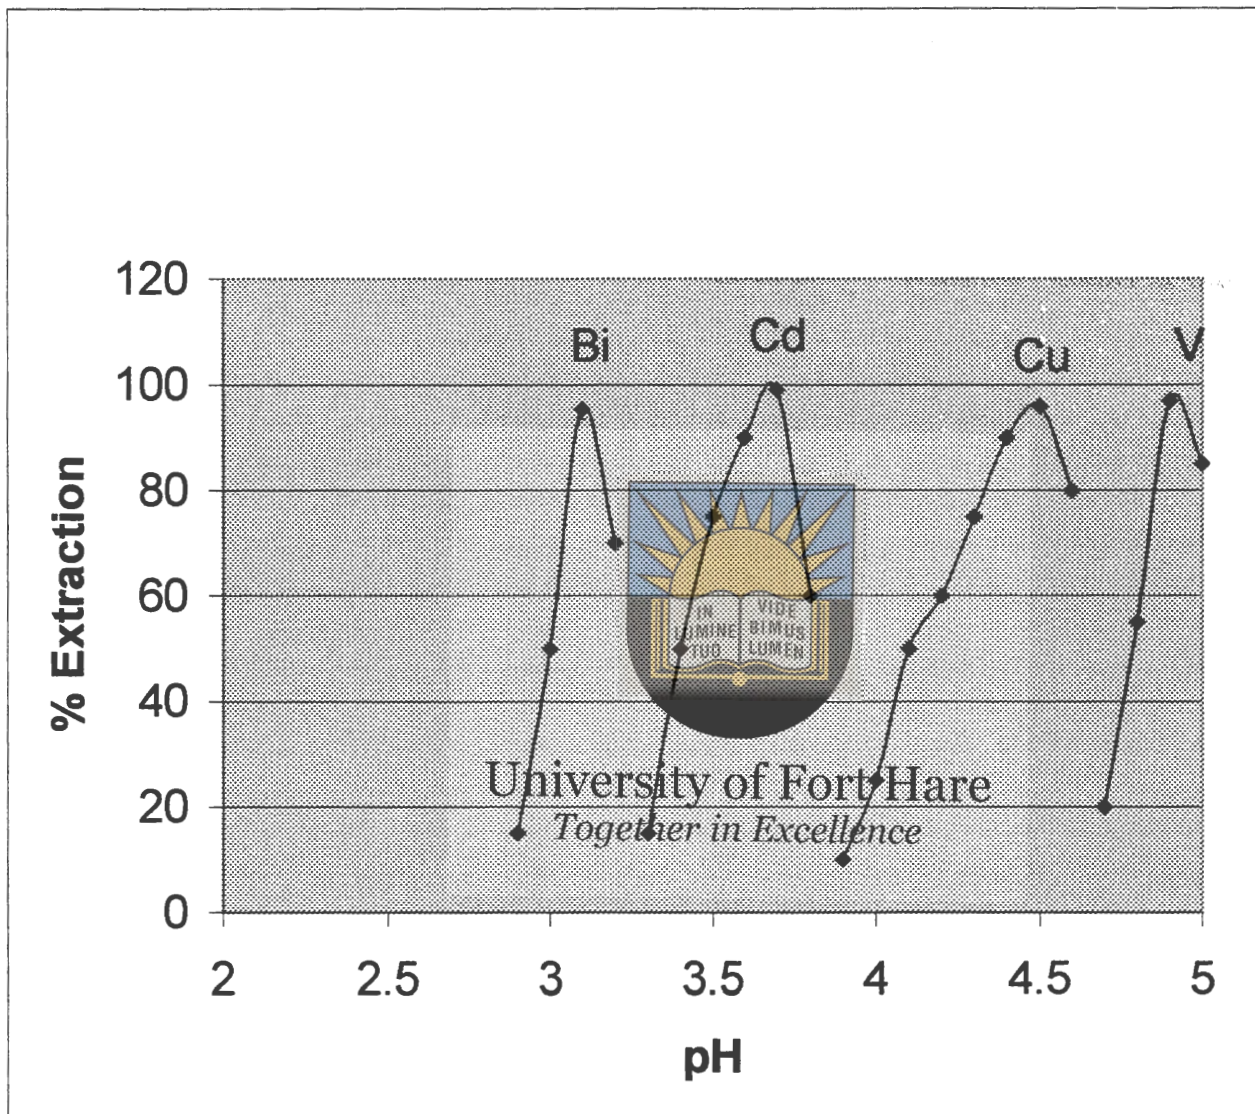 120
100
80
60
40
20
0
% Extraction
Bi
Cd
Cu
V
IN
LUMINE
TUO
VIDE
BIMUS
LUMEN
University of Fort Hare
Together in Excellence
2 2.5 3 3.5 4 4.5 5
pH